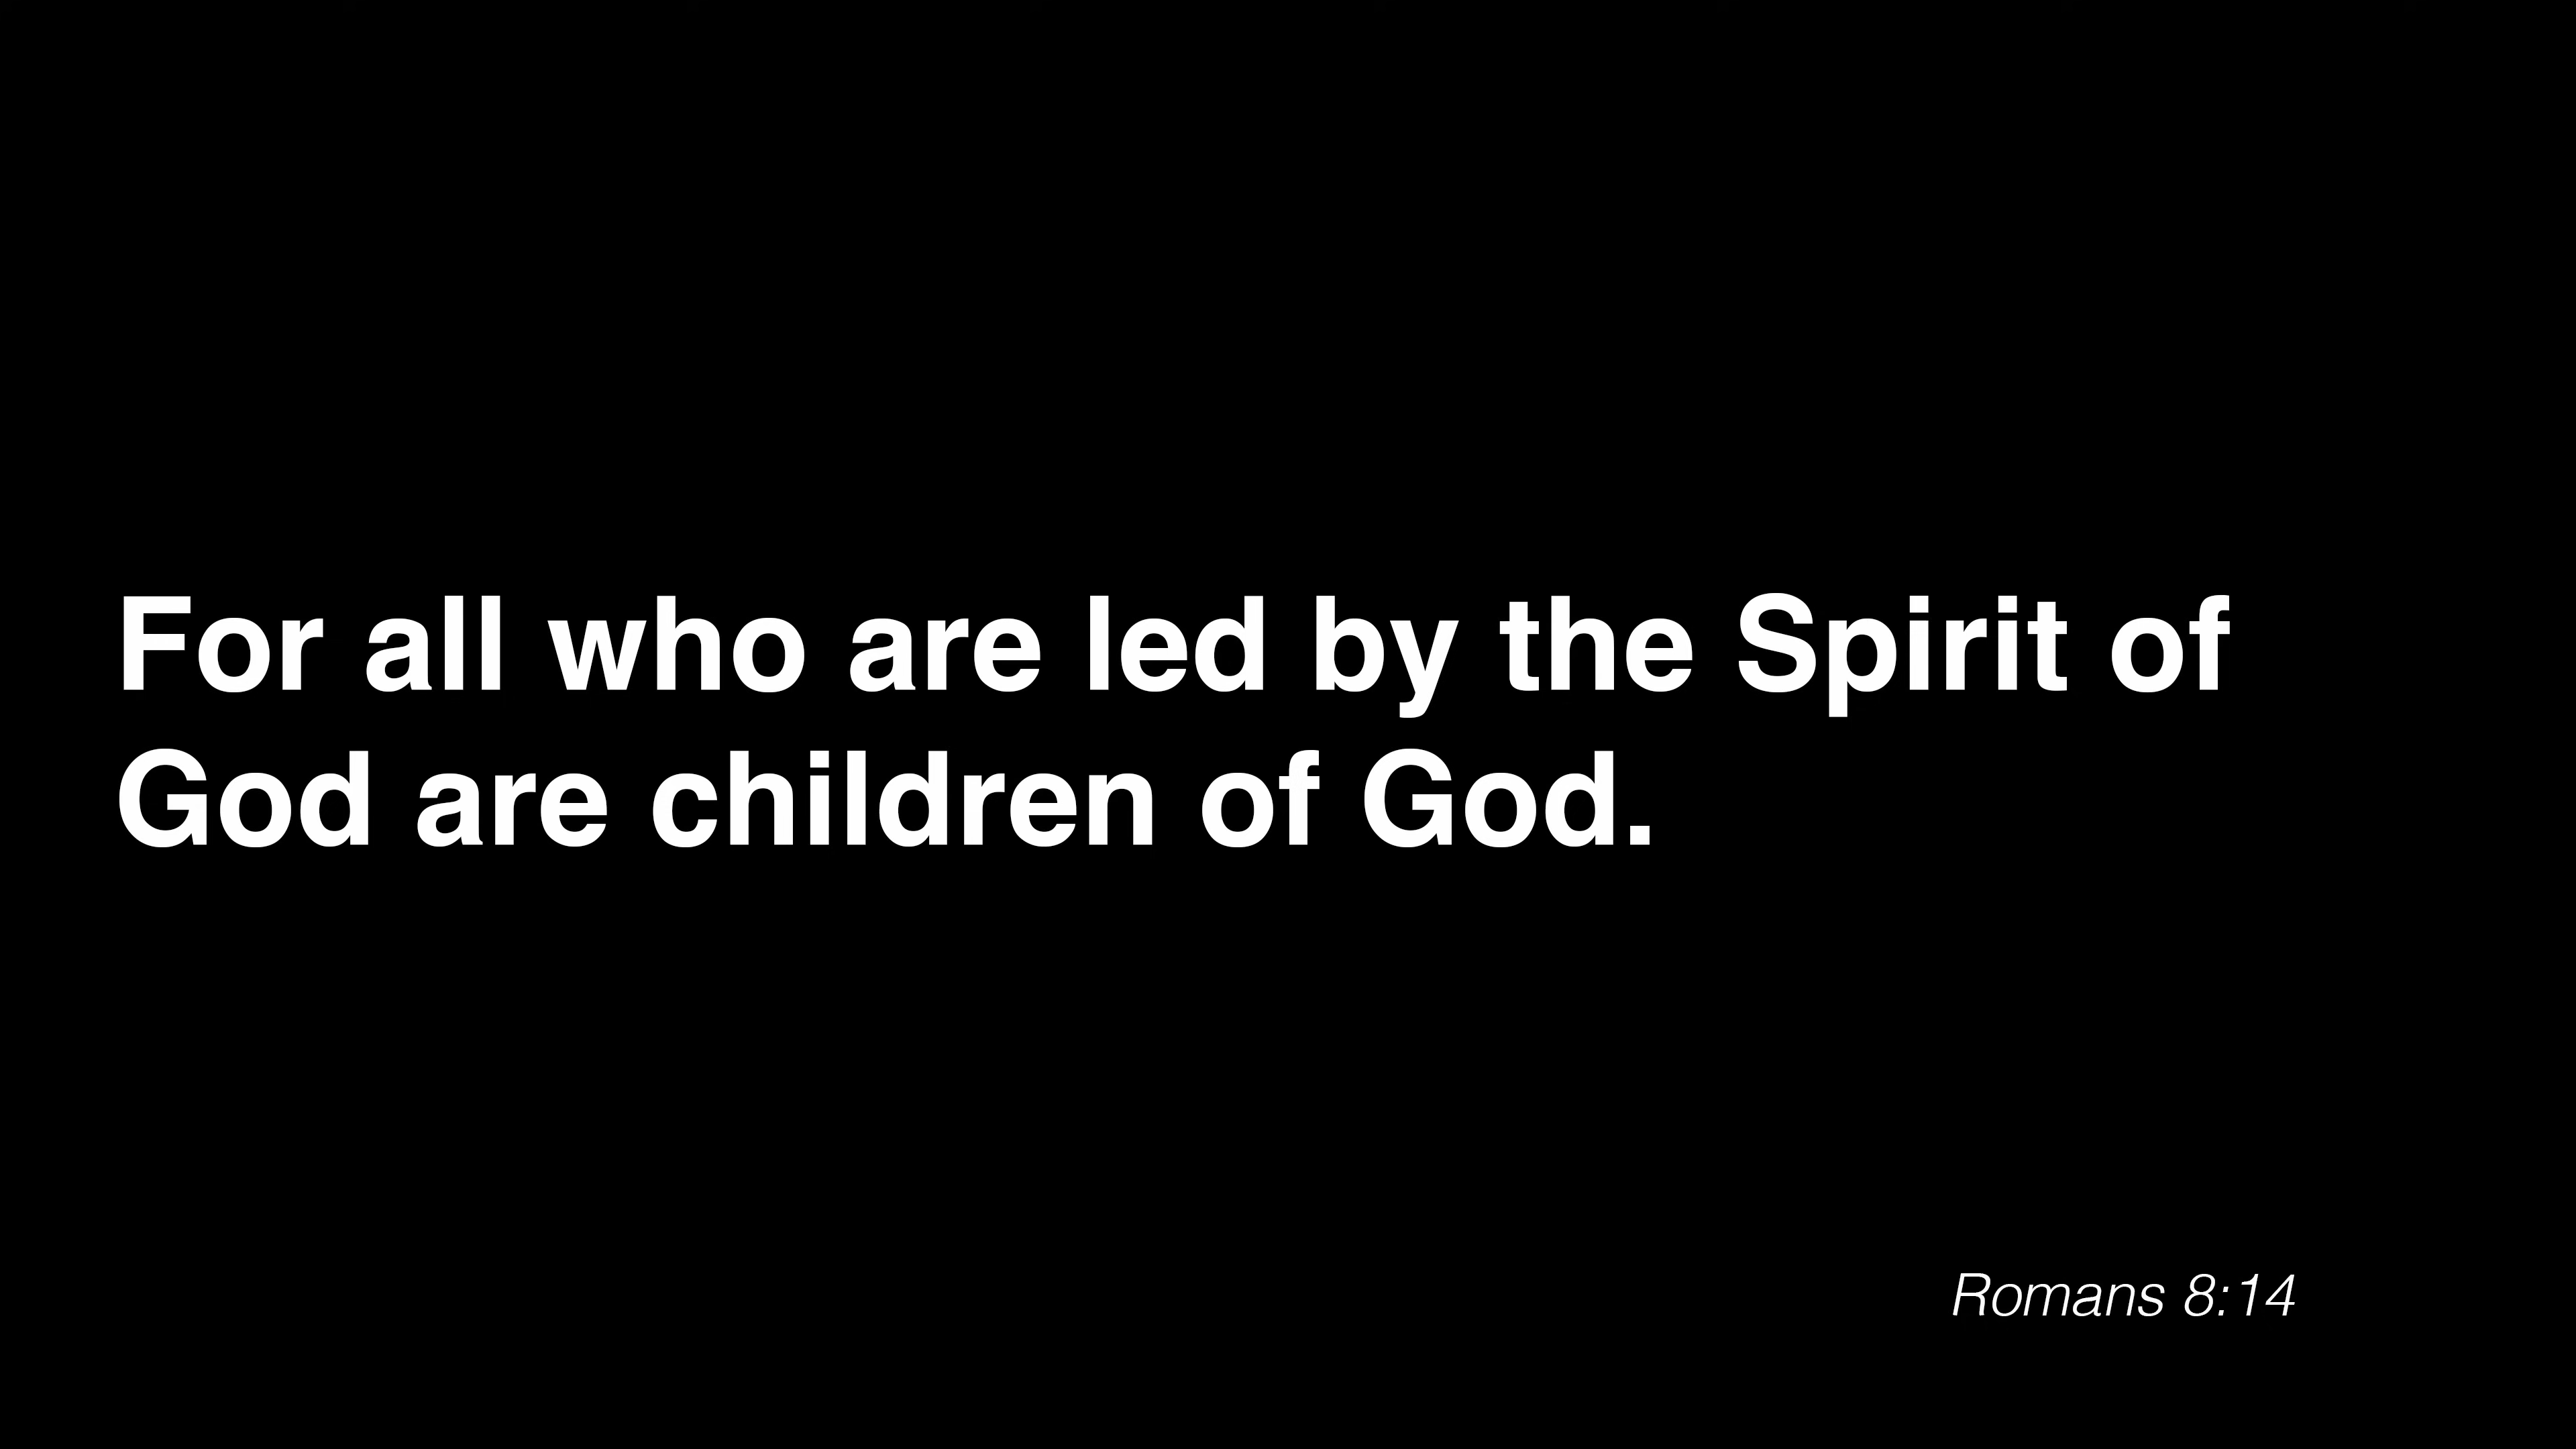 For all who are led by the Spirit of
God are children of God.
Romans 8:14